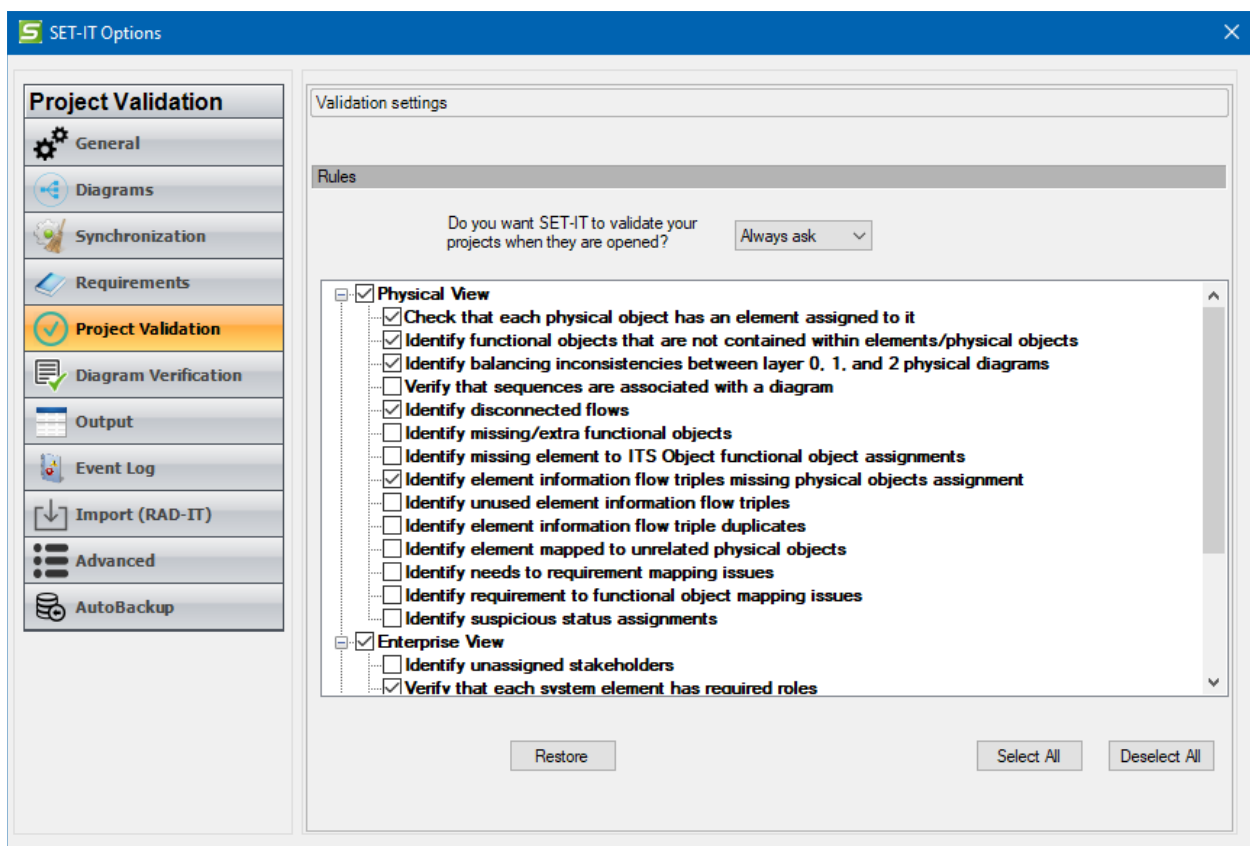 SET-IT Options
Project Validation
General
Diagrams
Synchronization
Requirements
Project Validation
Diagram Verification
Output
Event Log
Import (RAD-IT)
Advanced
AutoBackup
Validation settings
Rules
Do you want SET-IT to validate your
projects when they are opened?
Always ask
Physical View
Check that each physical object has an element assigned to it
Identify functional objects that are not contained within elements/physical objects
Identify balancing inconsistencies between layer 0, 1, and 2 physical diagrams
Verify that sequences are associated with a diagram
Identify disconnected flows
Identify missing/extra functional objects
Identify missing element to ITS Object functional object assignments
Identify element information flow triples missing physical objects assignment
Identify unused element information flow triples
Identify element information flow triple duplicates
Identify element mapped to unrelated physical objects
Identify needs to requirement mapping issues
Identify requirement to functional object mapping issues
Identify suspicious status assignments
Enterprise View
Identify unassigned stakeholders
Verify that each system element has required roles
Restore
Select All
Deselect All